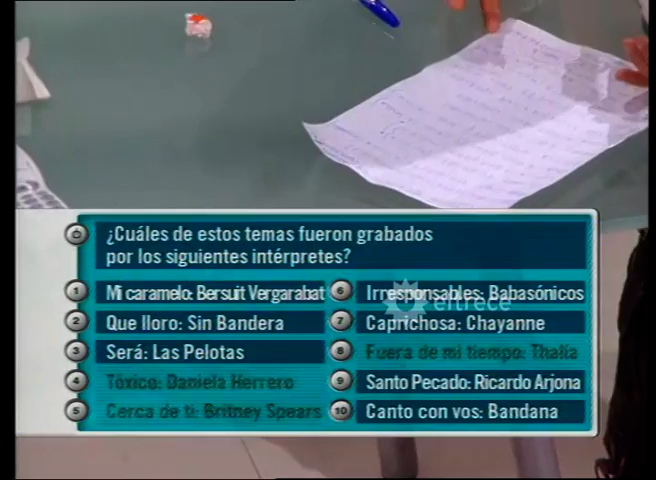 ¿Cuáles de estos temas fueron grabados
por los siguientes intérpretes?
1 Mi caramelo: Bersuit Vergarabat
2 Que lloro: Sin Bandera
3 Será: Las Pelotas
4 Tóxico: Daniela Herrero
5 Cerca de ti: Britney Spears
6 Irresponsables: Babasónicos
eltrece
7 Caprichosa: Chayanne
8 Fuera de mi tiempo: Thalía
9 Santo Pecado: Ricardo Arjona
10 Canto con vos: Bandana